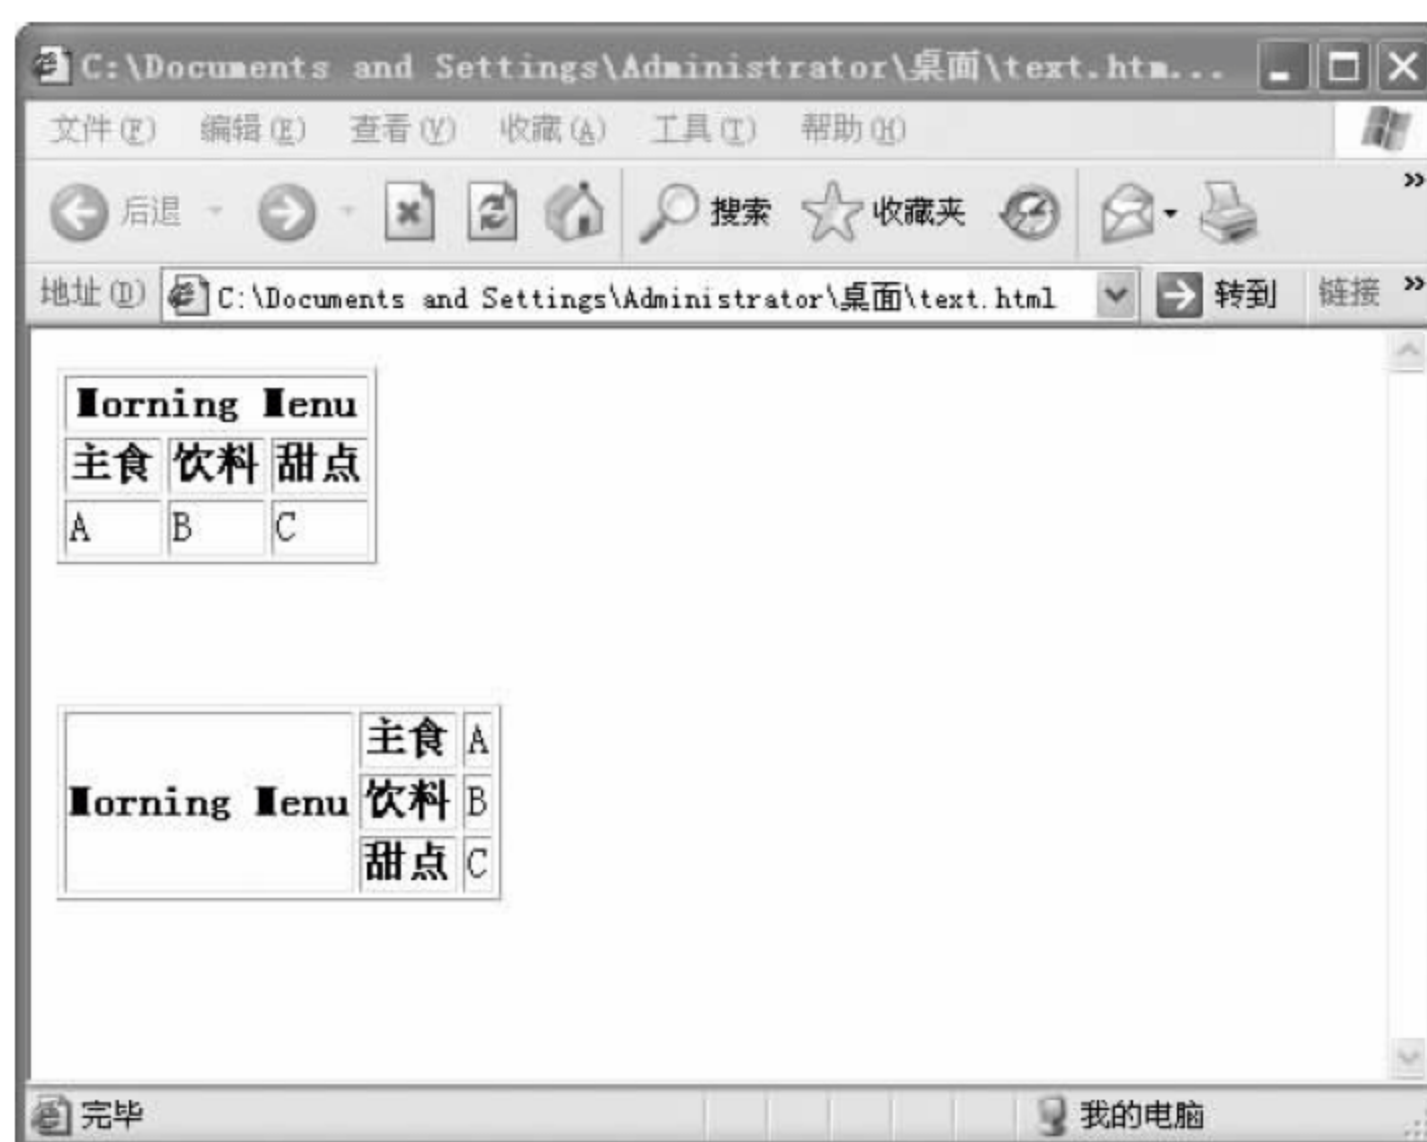 C:\Documents and Settings\Administrator\桌面\text.htm...
文件(F) 编辑(E) 查看(V) 收藏(A) 工具(T) 帮助(H)
后退 搜索 收藏夹 »
地址(D) C:\Documents and Settings\Administrator\桌面\text.html 转到 链接 »
Morning Menu
主食 饮料 甜点
A B C
主食 A
Morning Menu 饮料 B
甜点 C
完毕 我的电脑